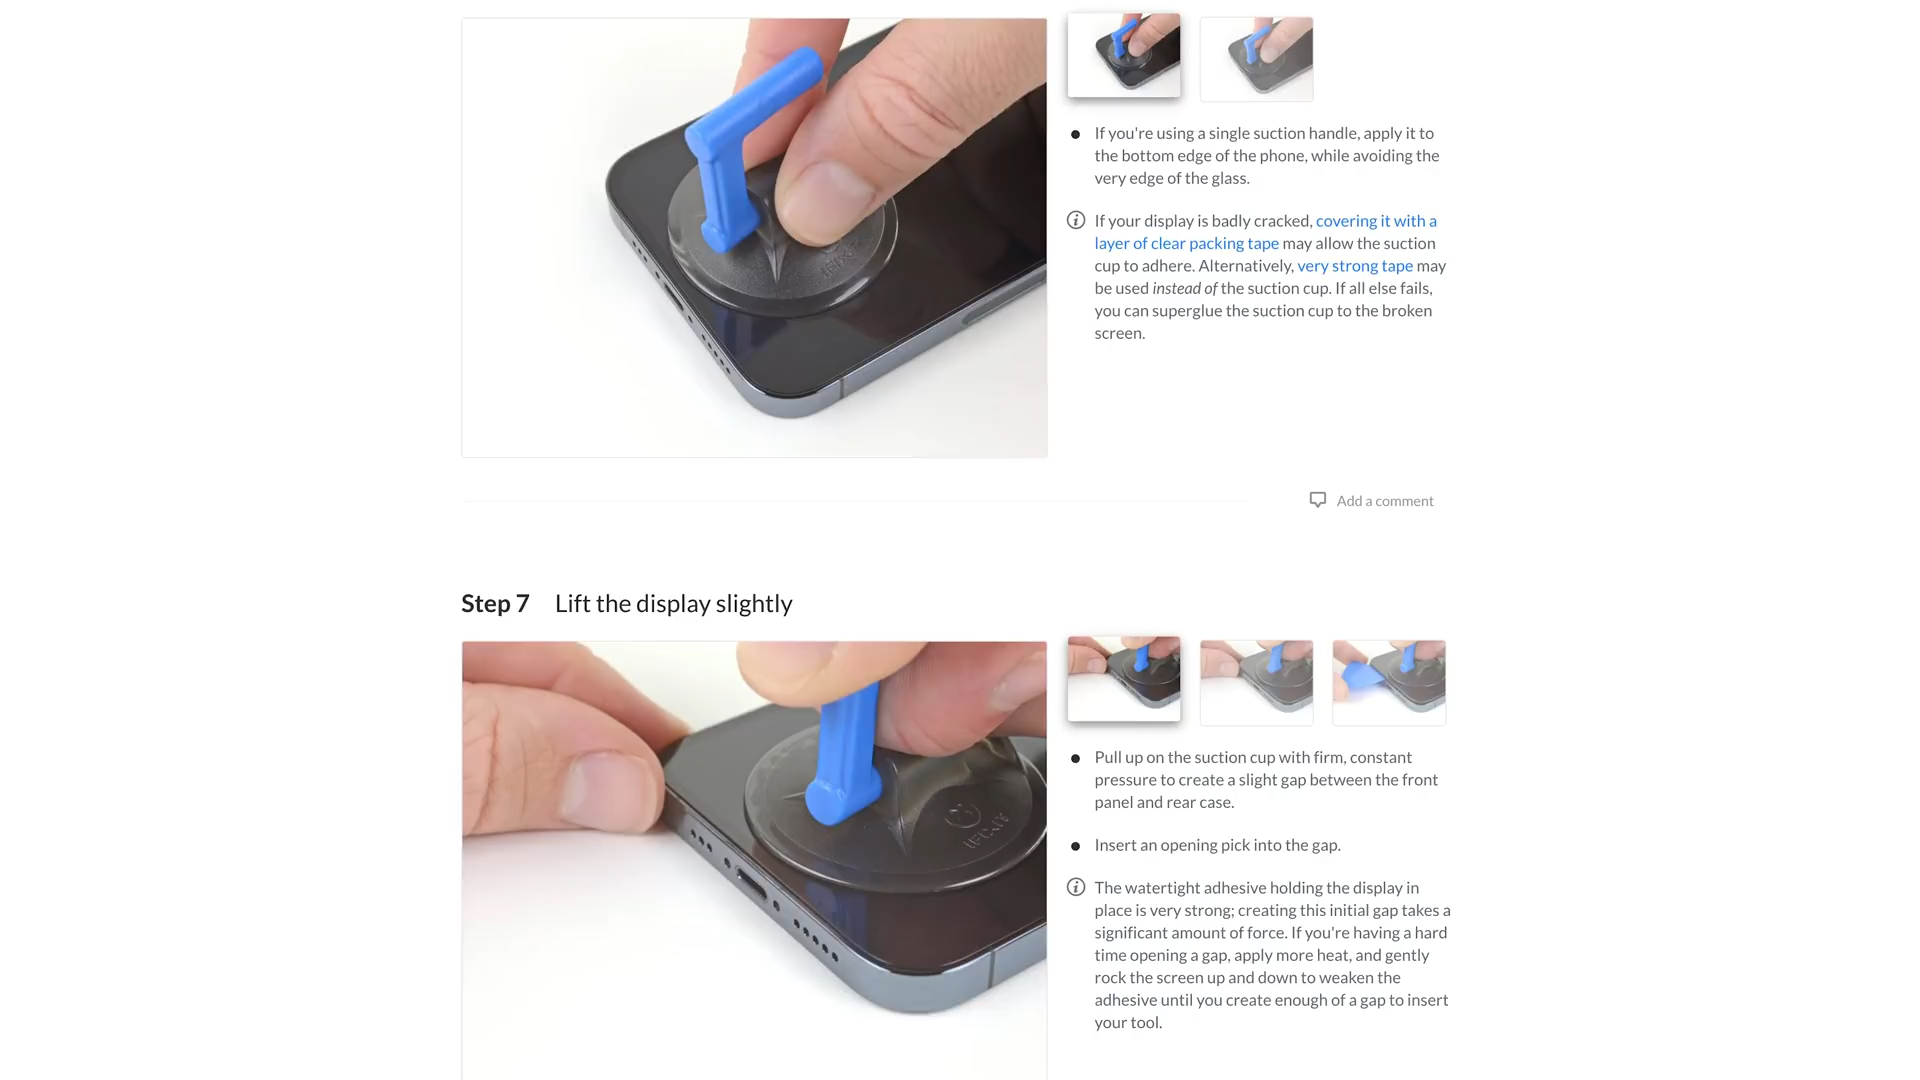 If you're using a single suction handle, apply it to
the bottom edge of the phone, while avoiding the
very edge of the glass.
If your display is badly cracked, covering it with a
layer of clear packing tape may allow the suction
cup to adhere. Alternatively, very strong tape may
be used instead of the suction cup. If all else fails,
you can superglue the suction cup to the broken
screen.
Add a comment
Step 7 Lift the display slightly
IFIXIT
Pull up on the suction cup with firm, constant
pressure to create a slight gap between the front
panel and rear case.
Insert an opening pick into the gap.
The watertight adhesive holding the display in
place is very strong; creating this initial gap takes a
significant amount of force. If you're having a hard
time opening a gap, apply more heat, and gently
rock the screen up and down to weaken the
adhesive until you create enough of a gap to insert
your tool.